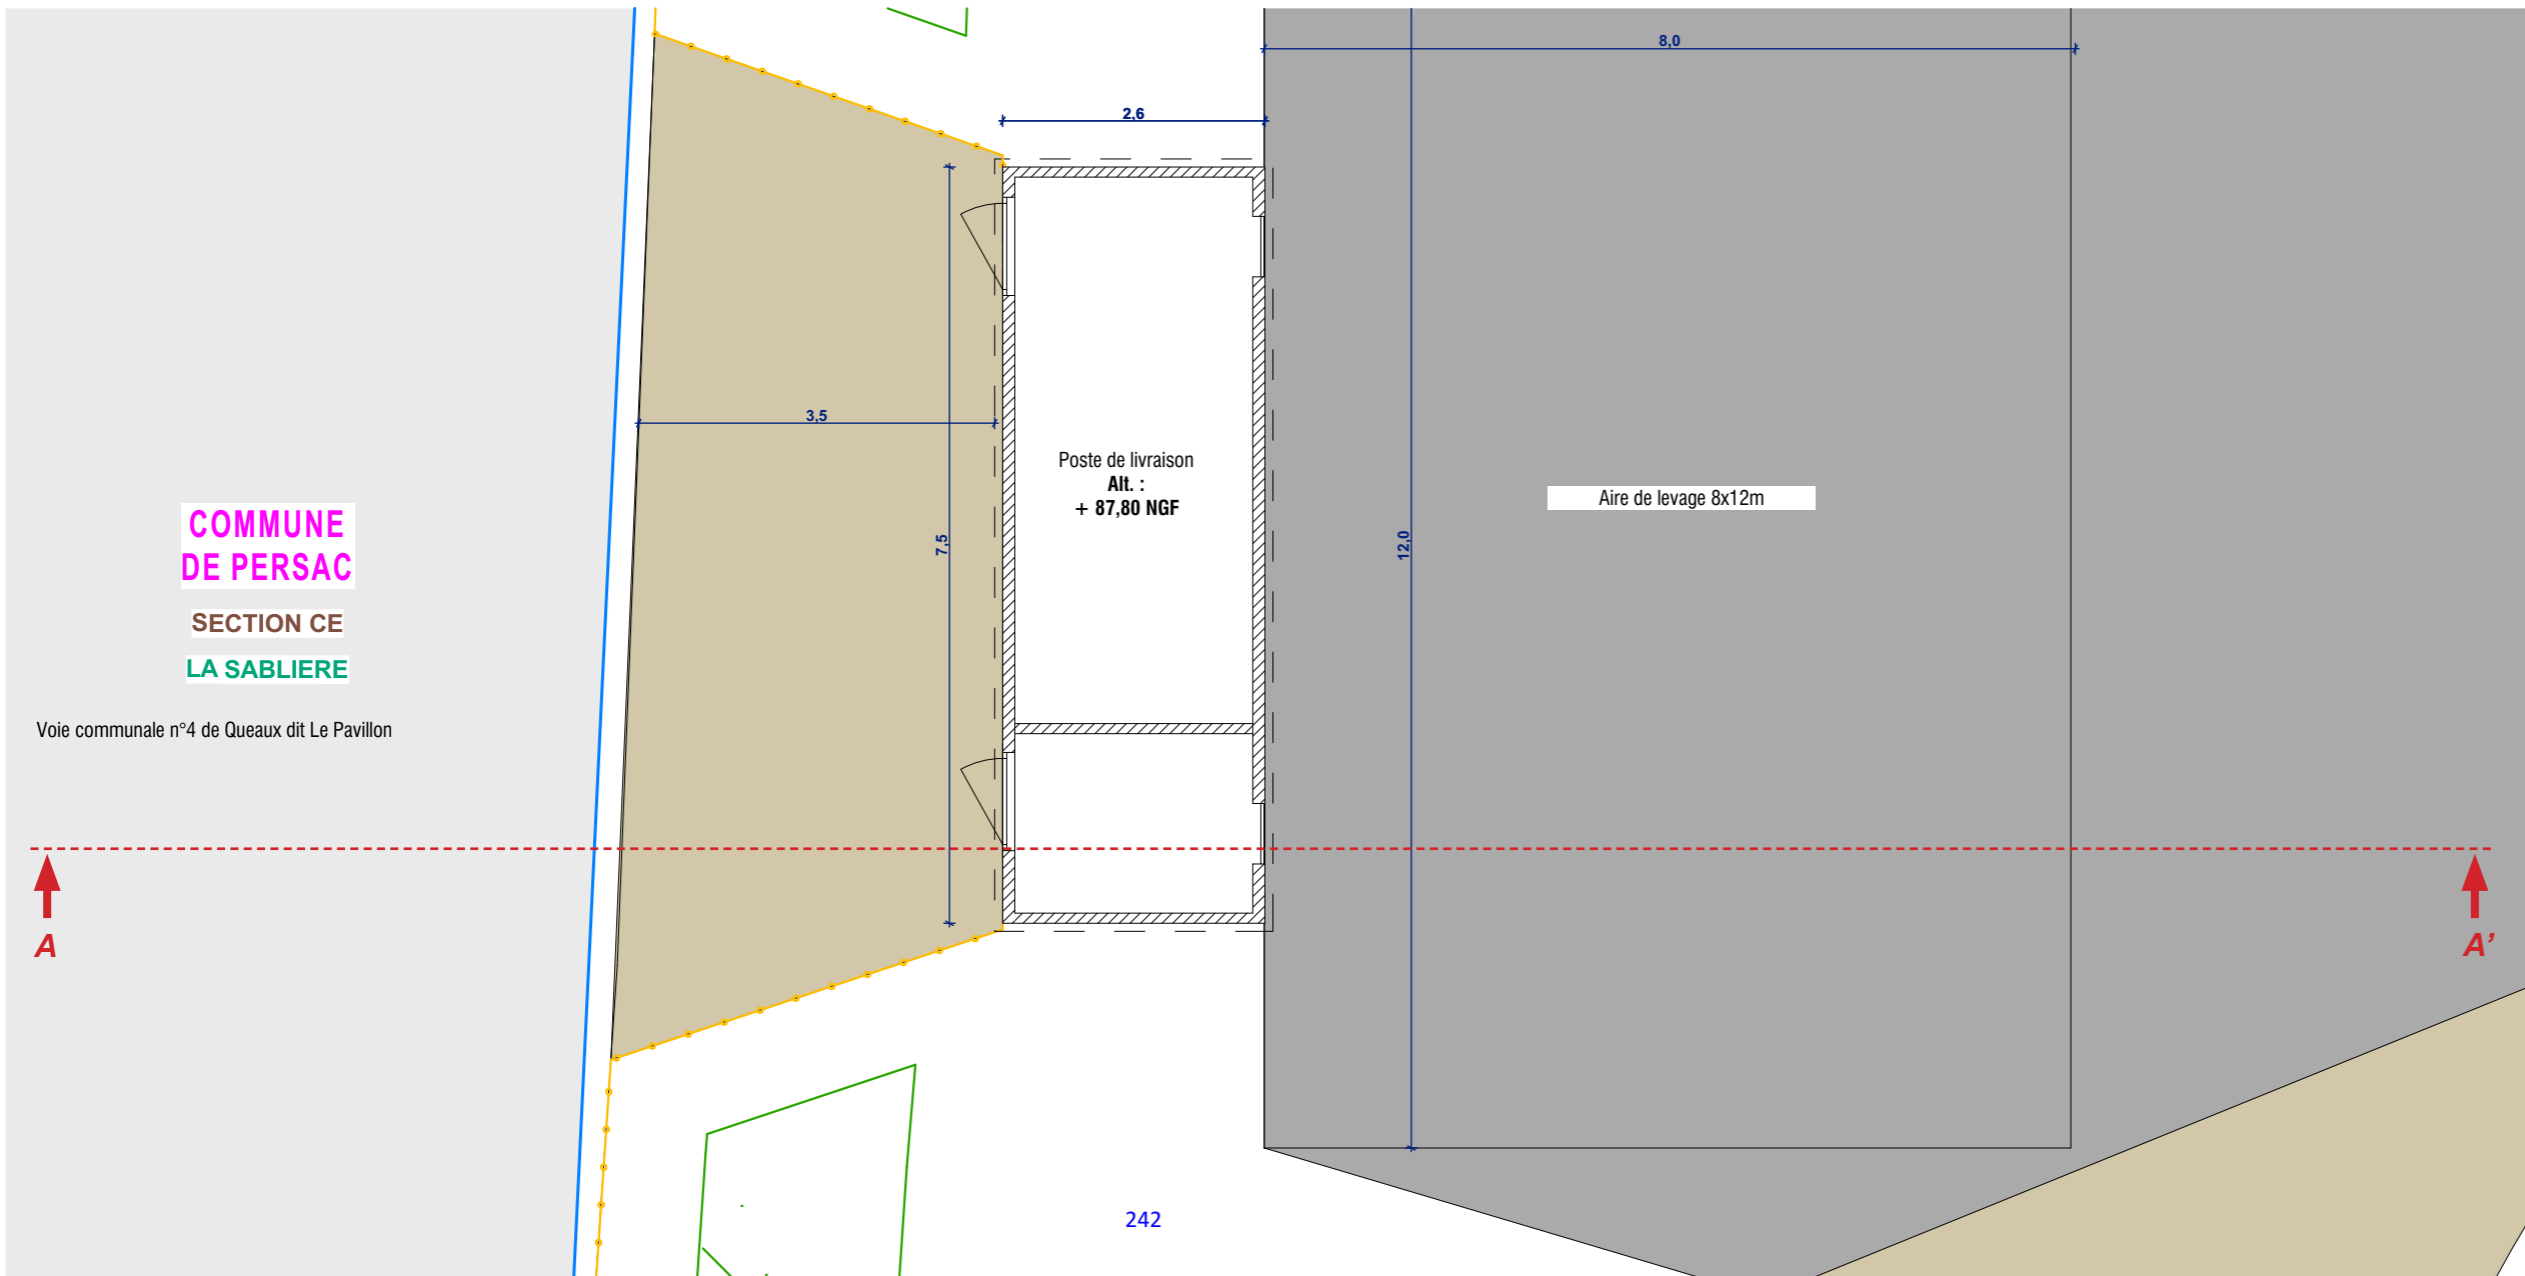 8,0
2,6
3,5
Poste de livraison
Alt. :
+ 87,80 NGF
Aire de levage 8x12m
7,5
12,0
COMMUNE
DE PERSAC
SECTION CE
LA SABLIERE
Voie communale n°4 de Queaux dit Le Pavillon
A
A’
242